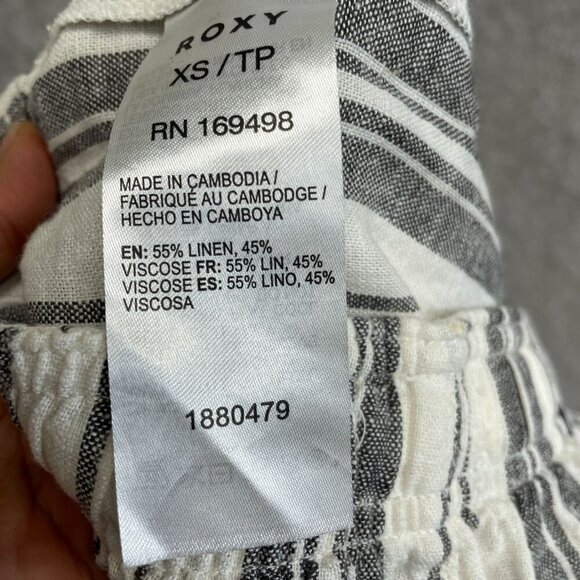 ROXY
XS / TP
RN 169498
MADE IN CAMBODIA /
FABRIQUÉ AU CAMBODGE /
HECHO EN CAMBOYA
EN: 55% LINEN, 45%
VISCOSE FR: 55% LIN, 45%
VISCOSE ES: 55% LINO, 45%
VISCOSA
1880479